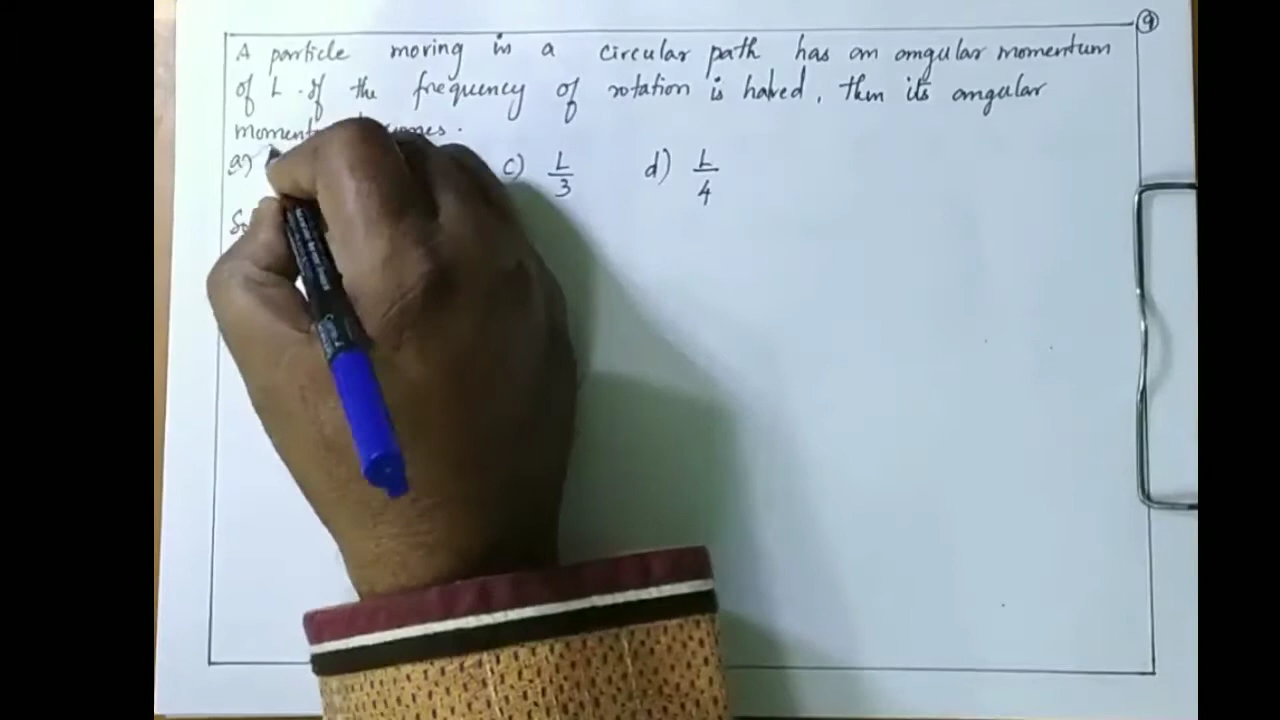 9
A particle moving in a circular path has an angular momentum
of L. If the frequency of rotation is halved, then its angular
a) c) L/3 d) L/4